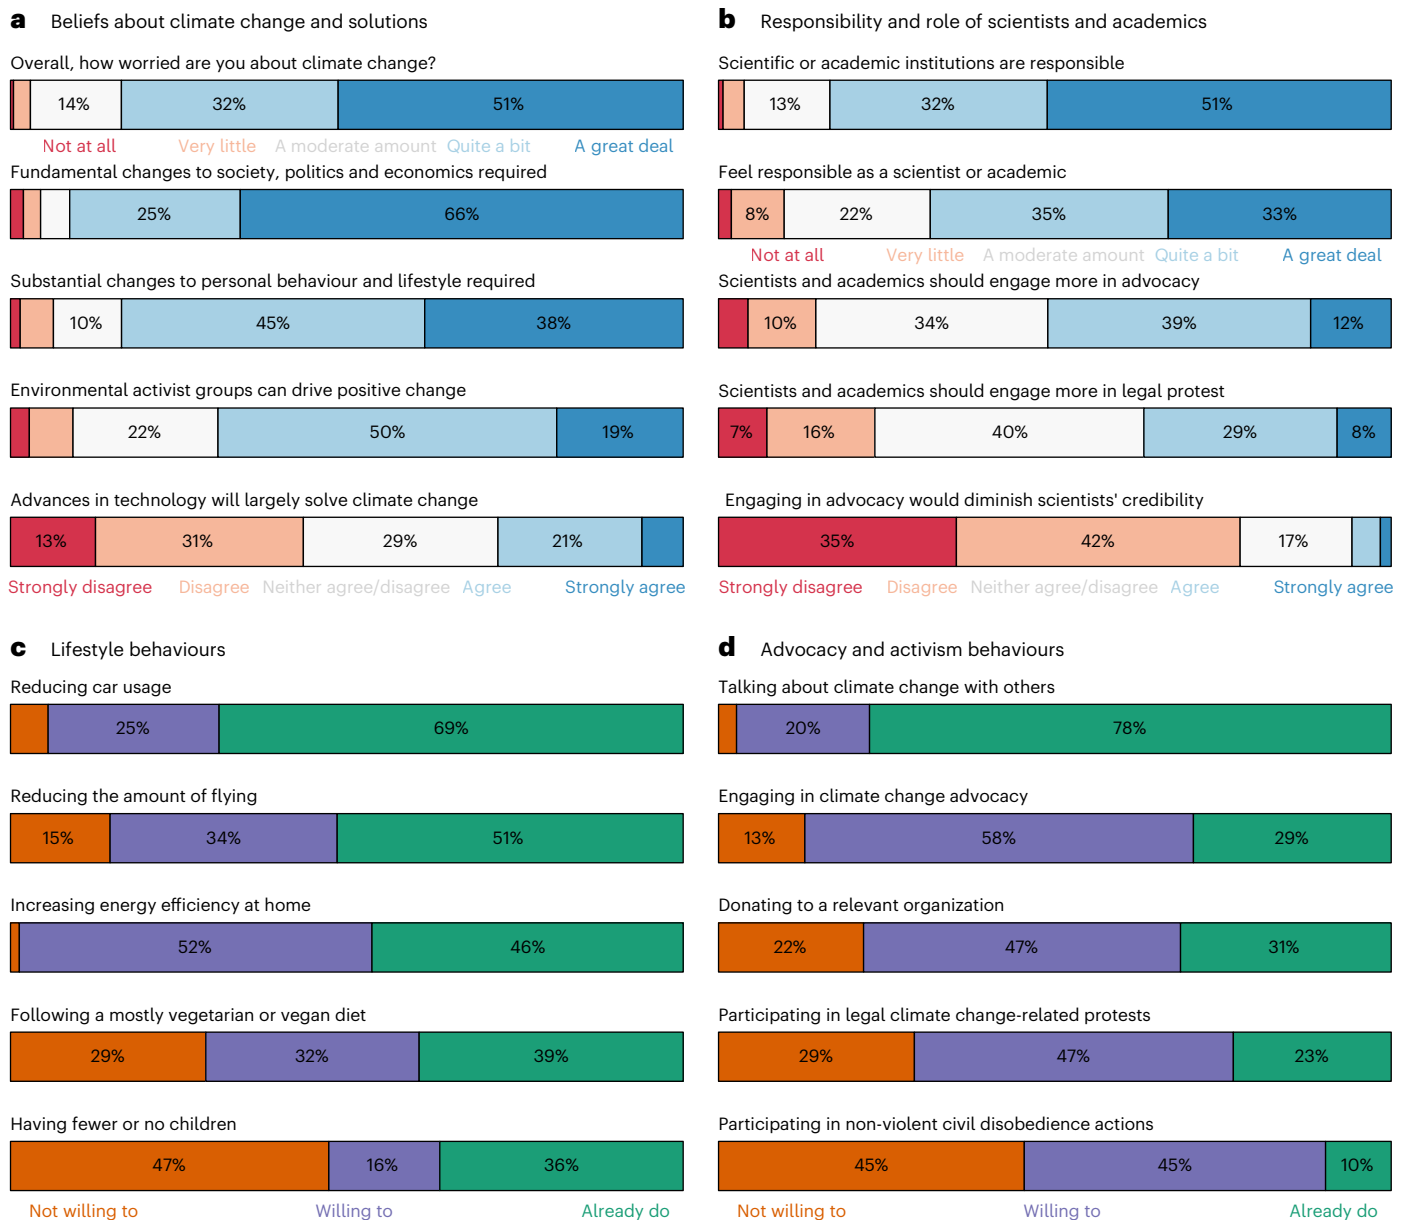 a Beliefs about climate change and solutions
Overall, how worried are you about climate change?
14% 32% 51%
Not at all Very little A moderate amount Quite a bit A great deal
Fundamental changes to society, politics and economics required
25% 66%
Substantial changes to personal behaviour and lifestyle required
10% 45% 38%
Environmental activist groups can drive positive change
22% 50% 19%
Advances in technology will largely solve climate change
13% 31% 29% 21%
Strongly disagree Disagree Neither agree/disagree Agree Strongly agree
b Responsibility and role of scientists and academics
Scientific or academic institutions are responsible
13% 32% 51%
Feel responsible as a scientist or academic
8% 22% 35% 33%
Not at all Very little A moderate amount Quite a bit A great deal
Scientists and academics should engage more in advocacy
10% 34% 39% 12%
Scientists and academics should engage more in legal protest
7% 16% 40% 29% 8%
Engaging in advocacy would diminish scientists' credibility
35% 42% 17%
Strongly disagree Disagree Neither agree/disagree Agree Strongly agree
c Lifestyle behaviours
Reducing car usage
25% 69%
Reducing the amount of flying
15% 34% 51%
Increasing energy efficiency at home
52% 46%
Following a mostly vegetarian or vegan diet
29% 32% 39%
Having fewer or no children
47% 16% 36%
Not willing to Willing to Already do
d Advocacy and activism behaviours
Talking about climate change with others
20% 78%
Engaging in climate change advocacy
13% 58% 29%
Donating to a relevant organization
22% 47% 31%
Participating in legal climate change-related protests
29% 47% 23%
Participating in non-violent civil disobedience actions
45% 45% 10%
Not willing to Willing to Already do